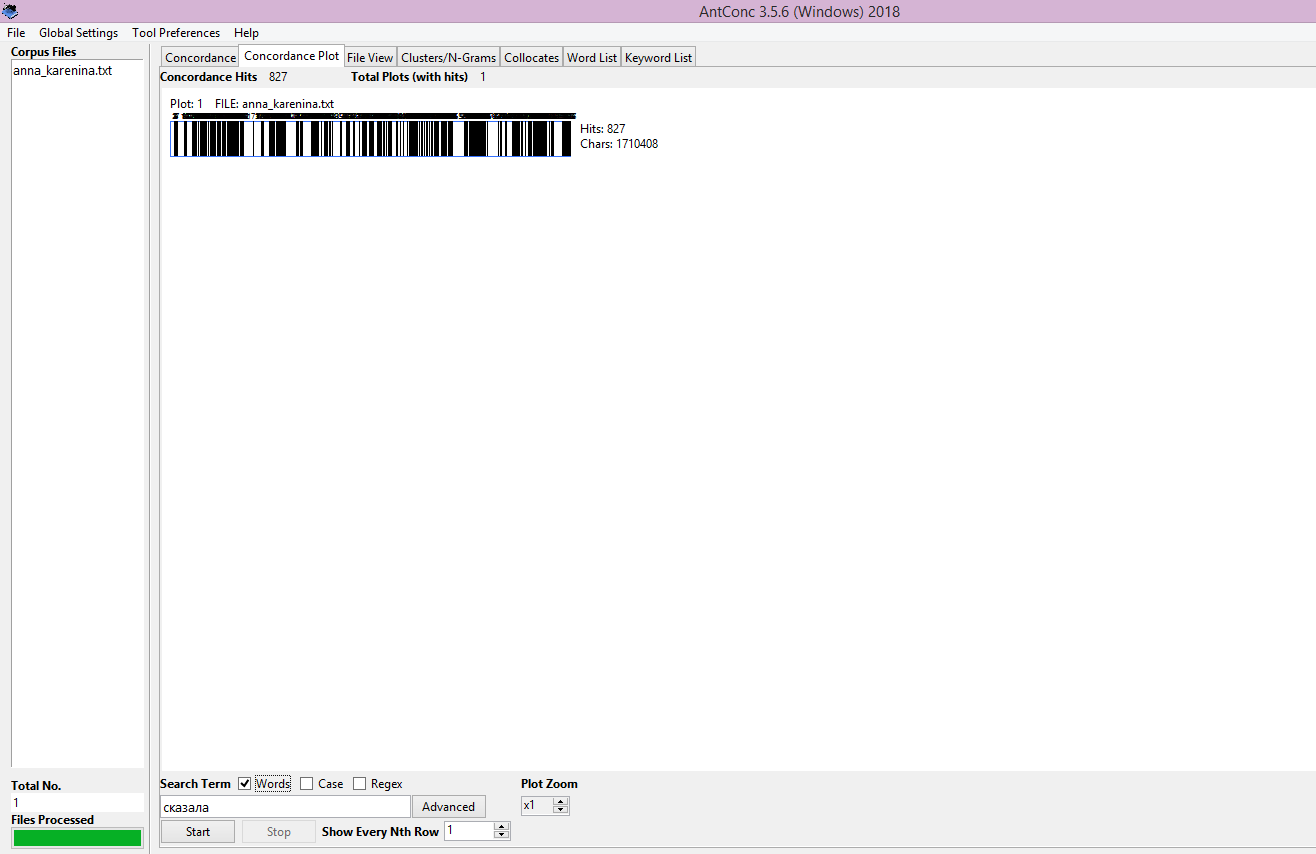 AntConc 3.5.6 (Windows) 2018
File Global Settings Tool Preferences Help
Corpus Files
anna_karenina.txt
Concordance Concordance Plot File View Clusters/N-Grams Collocates Word List Keyword List
Concordance Hits 827 Total Plots (with hits) 1
Plot: 1 FILE: anna_karenina.txt
Hits: 827
Chars: 1710408
Total No.
1
Files Processed
Search Term Words Case Regex Plot Zoom
сказала Advanced x1
Start Stop Show Every Nth Row 1